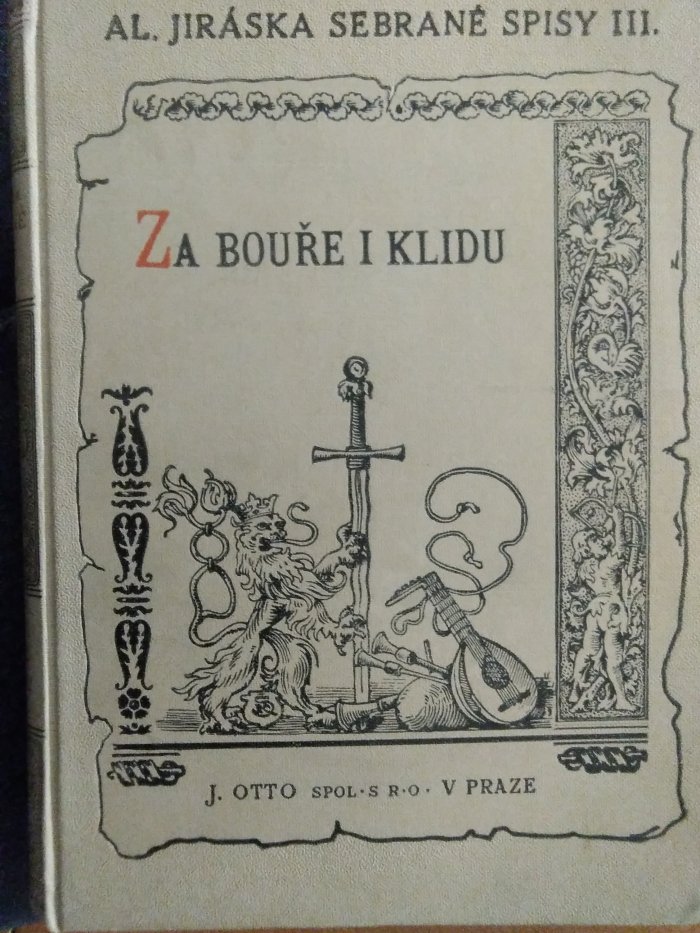 AL. JIRÁSKA SEBRANÉ SPISY III.
ZA BOUŘE I KLIDU
J. OTTO SPOL·S R·O· V PRAZE